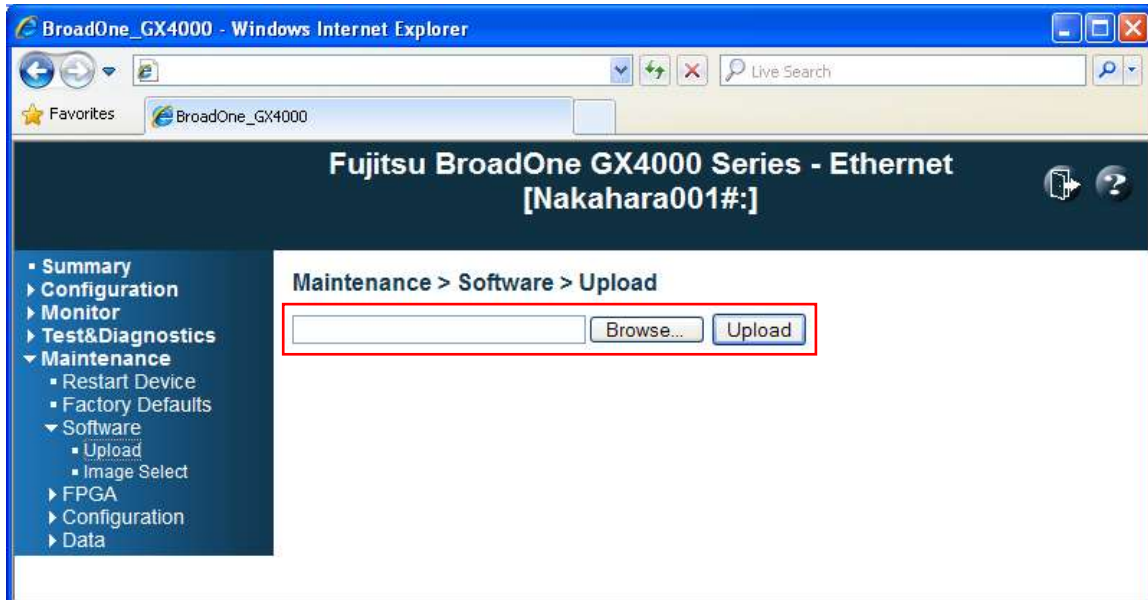 BroadOne_GX4000 - Windows Internet Explorer
Live Search
Favorites
BroadOne_GX4000
Fujitsu BroadOne GX4000 Series - Ethernet
[Nakahara001#:]
Summary
Configuration
Monitor
Test&Diagnostics
Maintenance
Restart Device
Factory Defaults
Software
Upload
Image Select
FPGA
Configuration
Data
Maintenance > Software > Upload
Browse... Upload